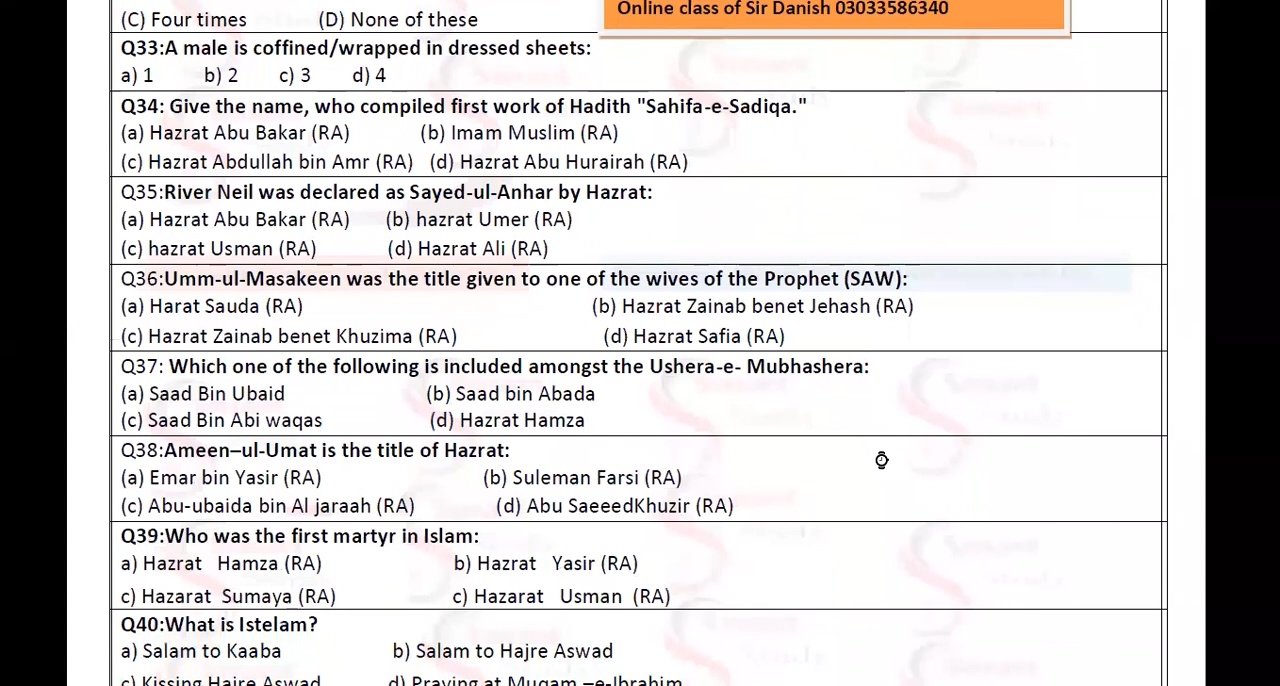 (C) Four times (D) None of these
Online class of Sir Danish 03033586340
Q33:A male is coffined/wrapped in dressed sheets:
a) 1 b) 2 c) 3 d) 4
Q34: Give the name, who compiled first work of Hadith "Sahifa-e-Sadiqa."
(a) Hazrat Abu Bakar (RA) (b) Imam Muslim (RA)
(c) Hazrat Abdullah bin Amr (RA) (d) Hazrat Abu Hurairah (RA)
Q35:River Neil was declared as Sayed-ul-Anhar by Hazrat:
(a) Hazrat Abu Bakar (RA) (b) hazrat Umer (RA)
(c) hazrat Usman (RA) (d) Hazrat Ali (RA)
Q36:Umm-ul-Masakeen was the title given to one of the wives of the Prophet (SAW):
(a) Harat Sauda (RA) (b) Hazrat Zainab benet Jehash (RA)
(c) Hazrat Zainab benet Khuzima (RA) (d) Hazrat Safia (RA)
Q37: Which one of the following is included amongst the Ushera-e- Mubhashera:
(a) Saad Bin Ubaid (b) Saad bin Abada
(c) Saad Bin Abi waqas (d) Hazrat Hamza
Q38:Ameen–ul-Umat is the title of Hazrat:
(a) Emar bin Yasir (RA) (b) Suleman Farsi (RA)
(c) Abu-ubaida bin Al jaraah (RA) (d) Abu SaeeedKhuzir (RA)
Q39:Who was the first martyr in Islam:
a) Hazrat Hamza (RA) b) Hazrat Yasir (RA)
c) Hazarat Sumaya (RA) c) Hazarat Usman (RA)
Q40:What is Istelam?
a) Salam to Kaaba b) Salam to Hajre Aswad
c) Kissing Hajre Aswad d) Praying at Muqam –e-Ibrahim